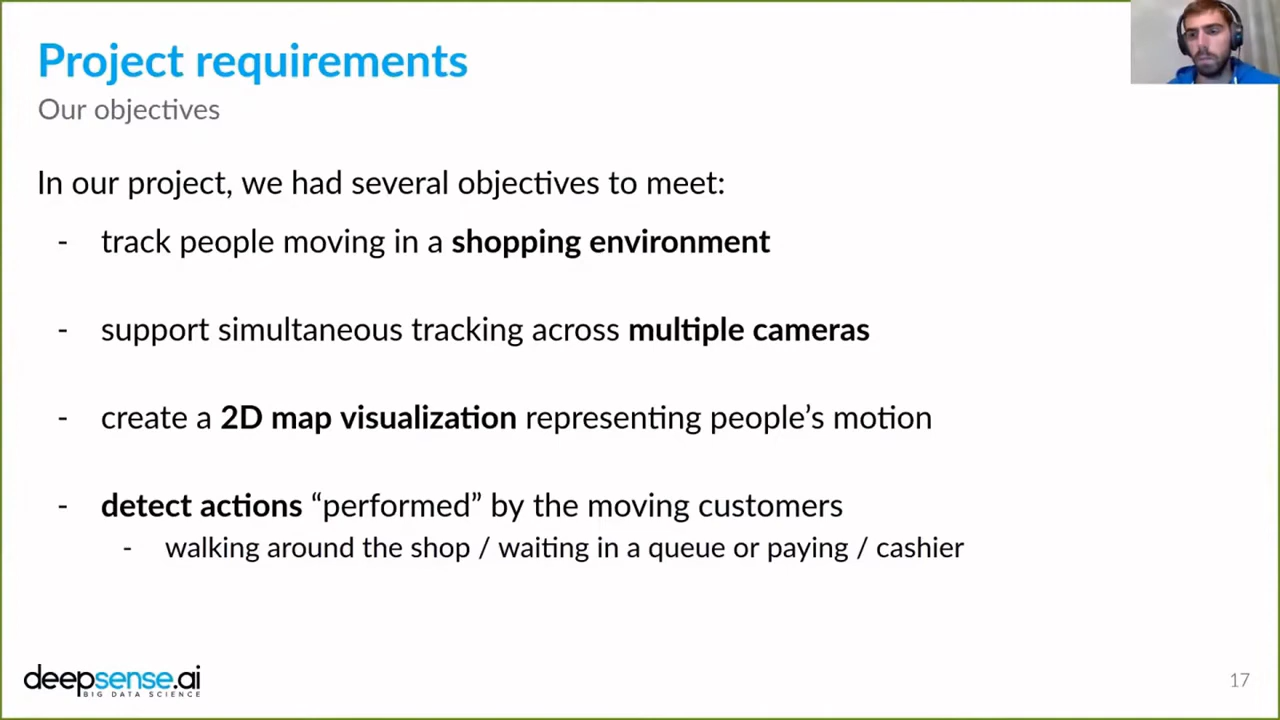 Project requirements
Our objectives
In our project, we had several objectives to meet:
- track people moving in a shopping environment
- support simultaneous tracking across multiple cameras
- create a 2D map visualization representing people’s motion
- detect actions “performed” by the moving customers
- walking around the shop / waiting in a queue or paying / cashier
deepsense.ai
BIG DATA SCIENCE
17